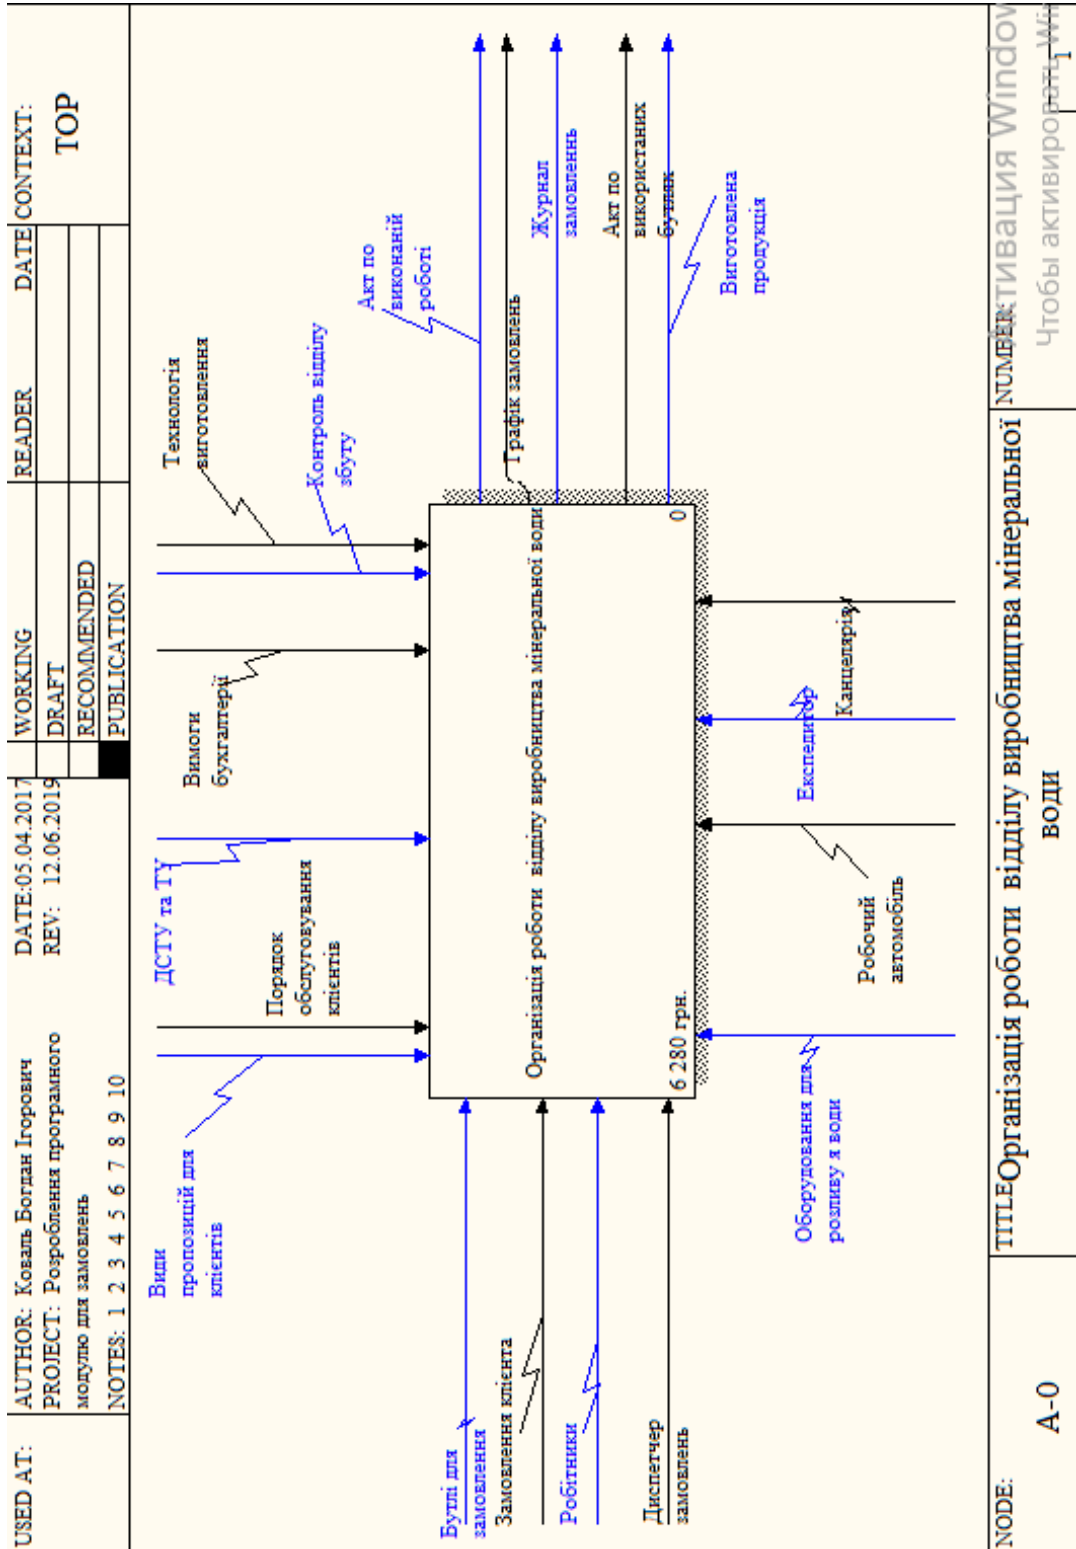 USED AT:
AUTHOR: Коваль Богдан Ігорович
DATE:05.04.2017
WORKING
READER
DATE
CONTEXT:
PROJECT: Розроблення програмного
модулю для замовлень
REV: 12.06.2019
DRAFT
RECOMMENDED
TOP
NOTES: 1 2 3 4 5 6 7 8 9 10
PUBLICATION
Види
пропозицій для
клієнтів
ДСТУ та ТУ
Порядок
обслуговування
клієнтів
Вимоги
бухгалтерії
Технологія
виготовлення
Контроль відділу
збуту
Акт по
виконаній
роботі
Графік замовлень
Журнал
замовленнь
Акт по
використаних
бутлях
Виготовлена
продукція
Бутлі для
замовлення
Замовлення клієнта
Робітники
Диспетчер
замовлень
Організація роботи відділу виробництва мінеральної води
6 280 грн.
0
Оборудовання для
розливу я води
Робочий
автомобіль
Експедитор
Канцелярія
NODE:
A-0
TITLE:
Організація роботи відділу виробництва мінеральної
води
NUMBER:
1
Активация Window
Чтобы активировать Wi